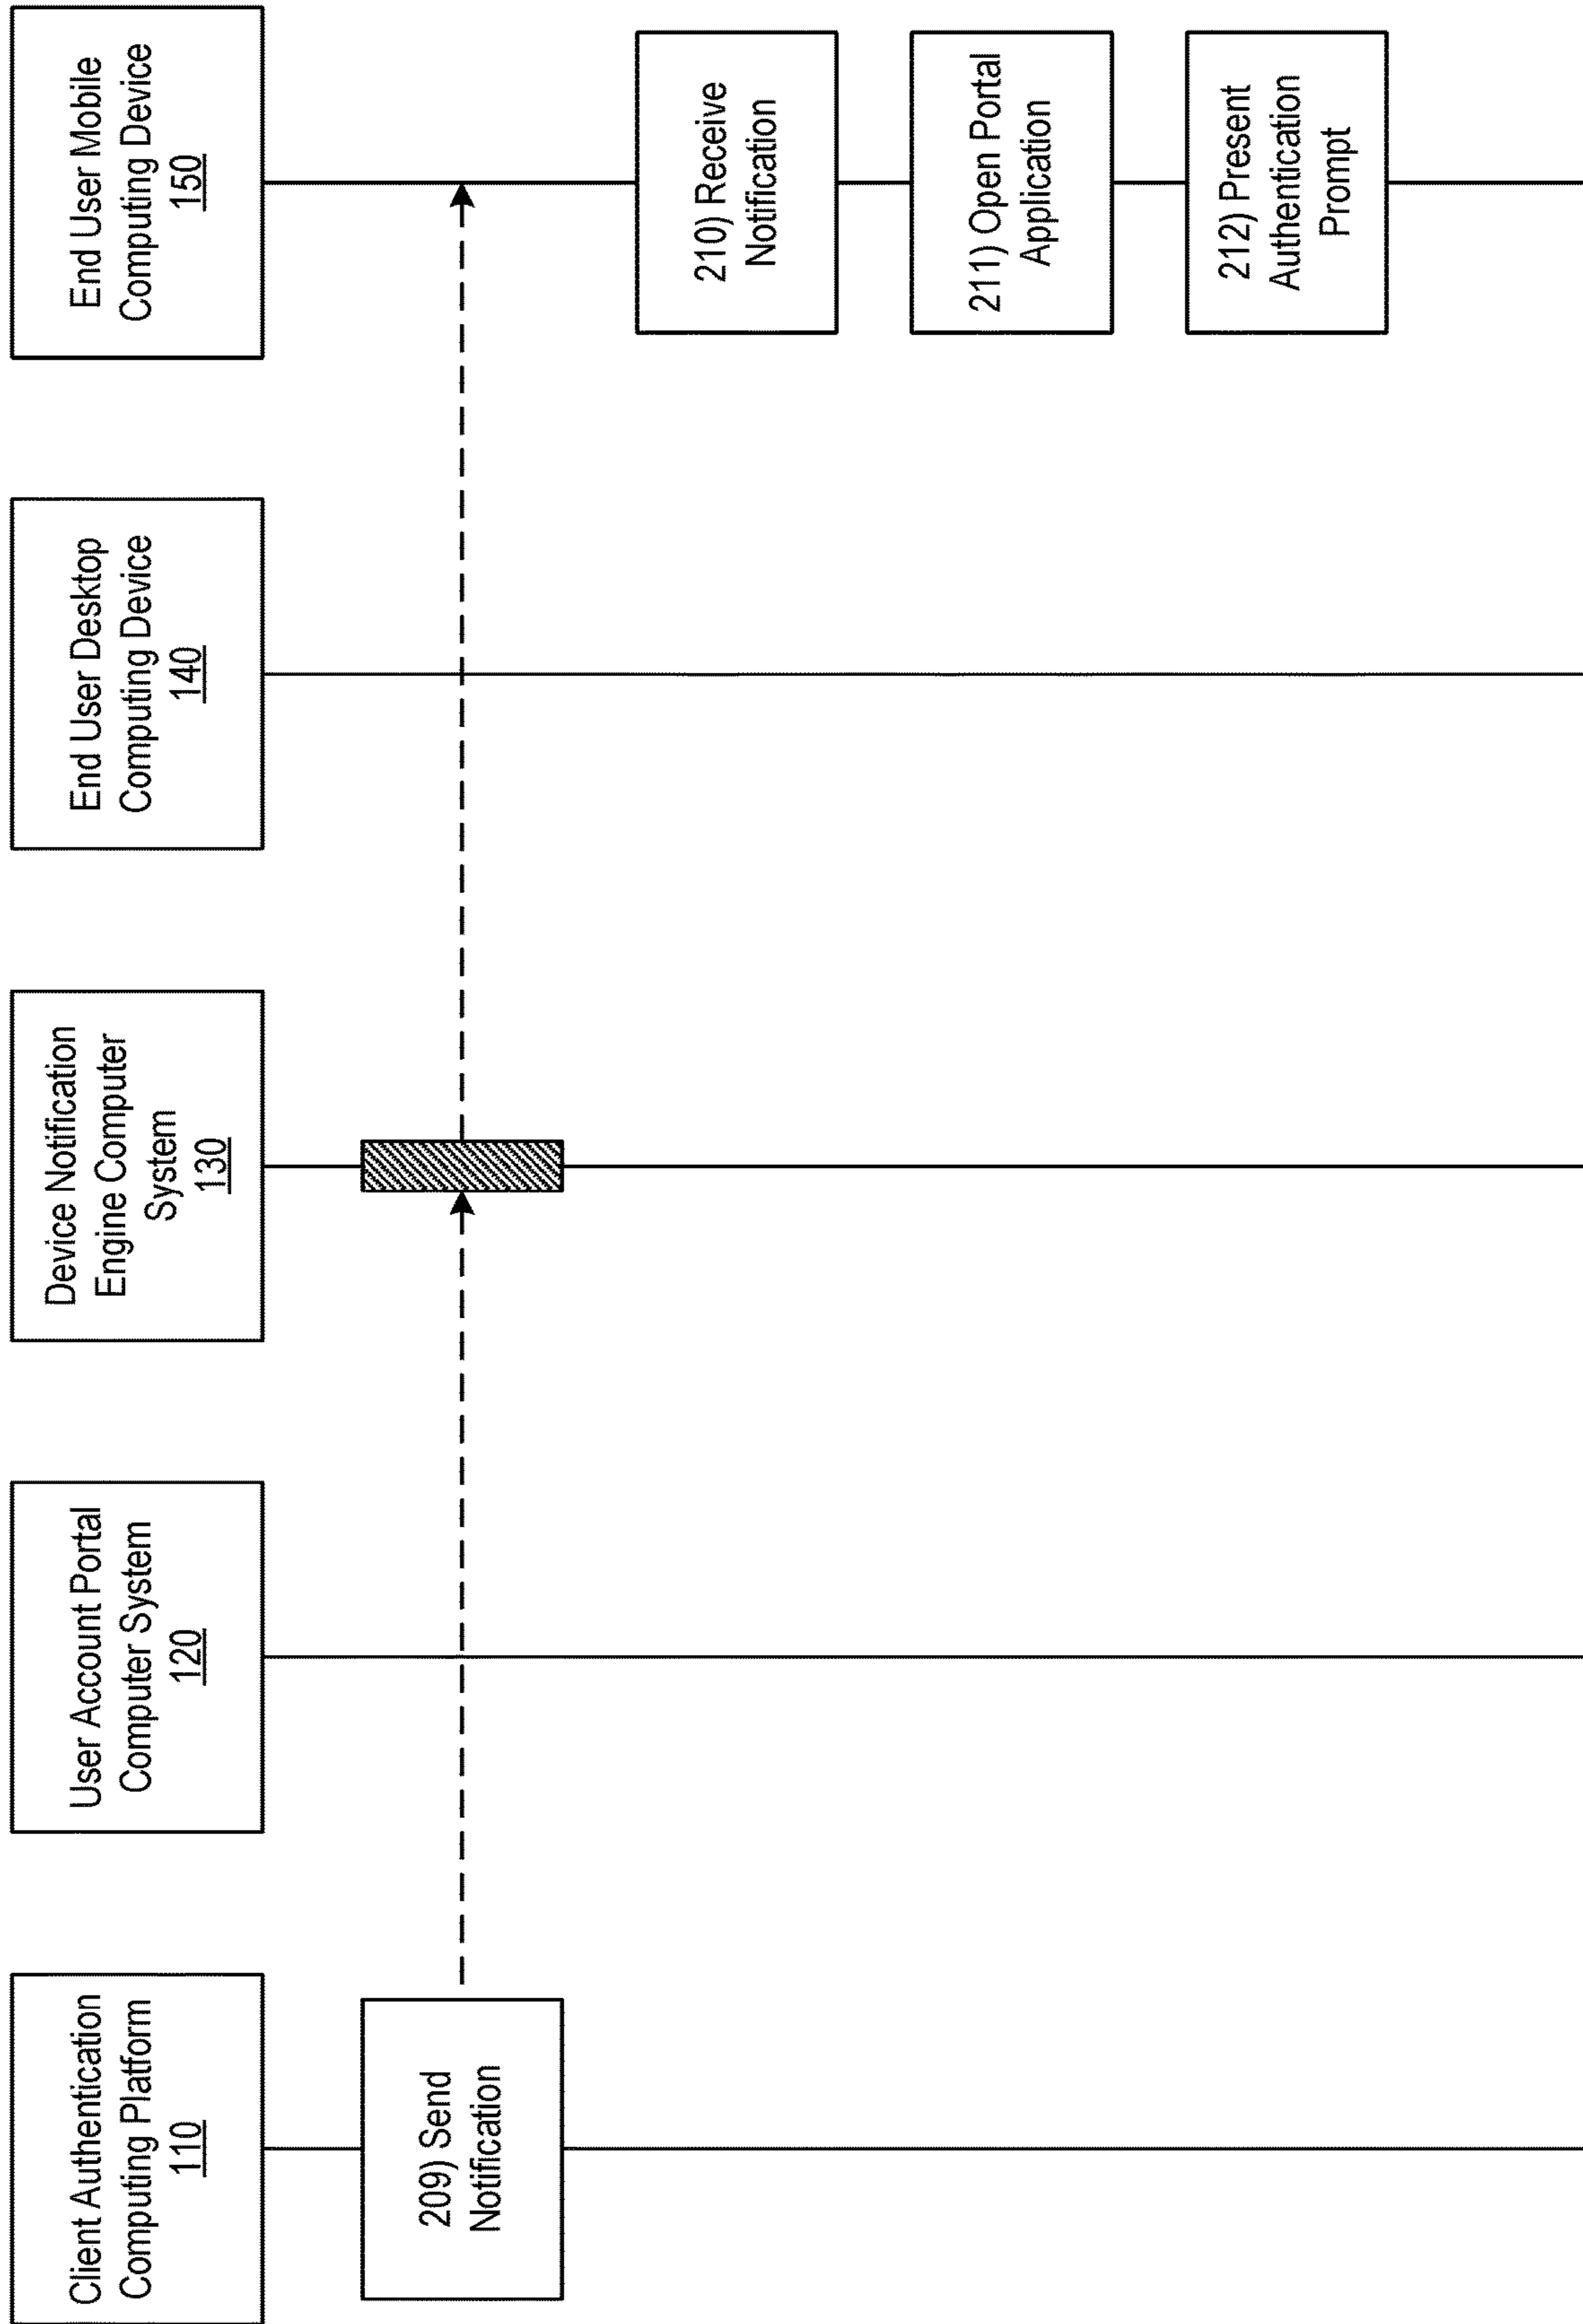 Client Authentication
Computing Platform
110
User Account Portal
Computer System
120
Device Notification
Engine Computer
System
130
End User Desktop
Computing Device
140
End User Mobile
Computing Device
150
209) Send
Notification
210) Receive
Notification
211) Open Portal
Application
212) Present
Authentication
Prompt